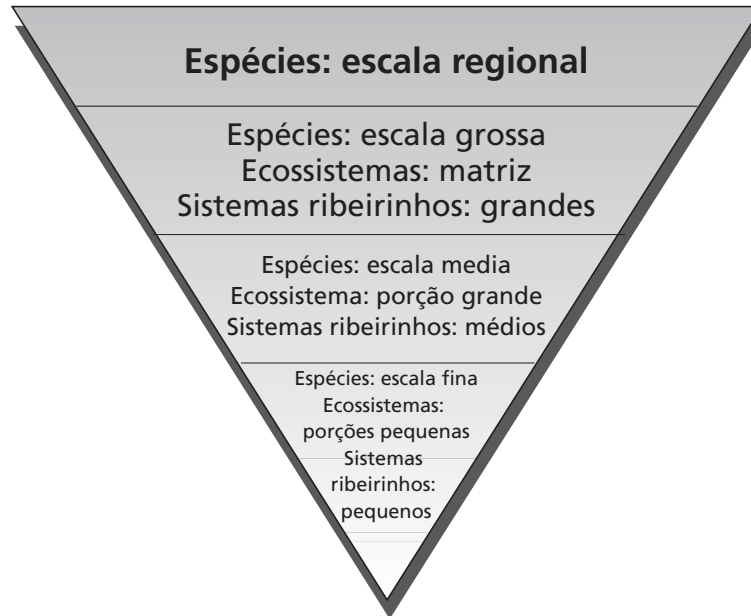 Espécies: escala regional
Espécies: escala grossa
Ecossistemas: matriz
Sistemas ribeirinhos: grandes
Espécies: escala media
Ecossistema: porção grande
Sistemas ribeirinhos: médios
Espécies: escala fina
Ecossistemas:
porções pequenas
Sistemas
ribeirinhos:
pequenos